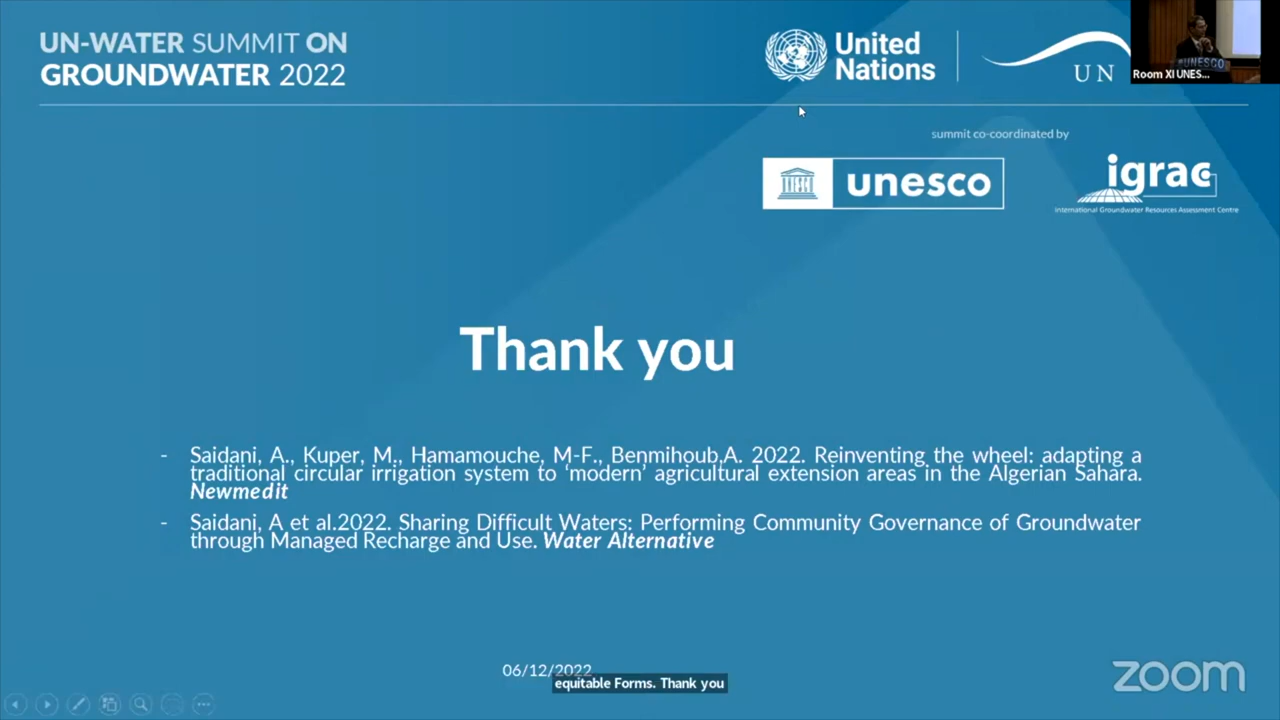 UN-WATER SUMMIT ON
GROUNDWATER 2022
United
Nations
UN
Room XI UNES...
#UNESCO
summit co-coordinated by
unesco
igrac
International Groundwater Resources Assessment Centre
Thank you
- Saidani, A., Kuper, M., Hamamouche, M-F., Benmihoub,A. 2022. Reinventing the wheel: adapting a
traditional circular irrigation system to ‘modern’ agricultural extension areas in the Algerian Sahara.
Newmedit
- Saidani, A et al.2022. Sharing Difficult Waters: Performing Community Governance of Groundwater
through Managed Recharge and Use. Water Alternative
06/12/2022
equitable Forms. Thank you
zoom